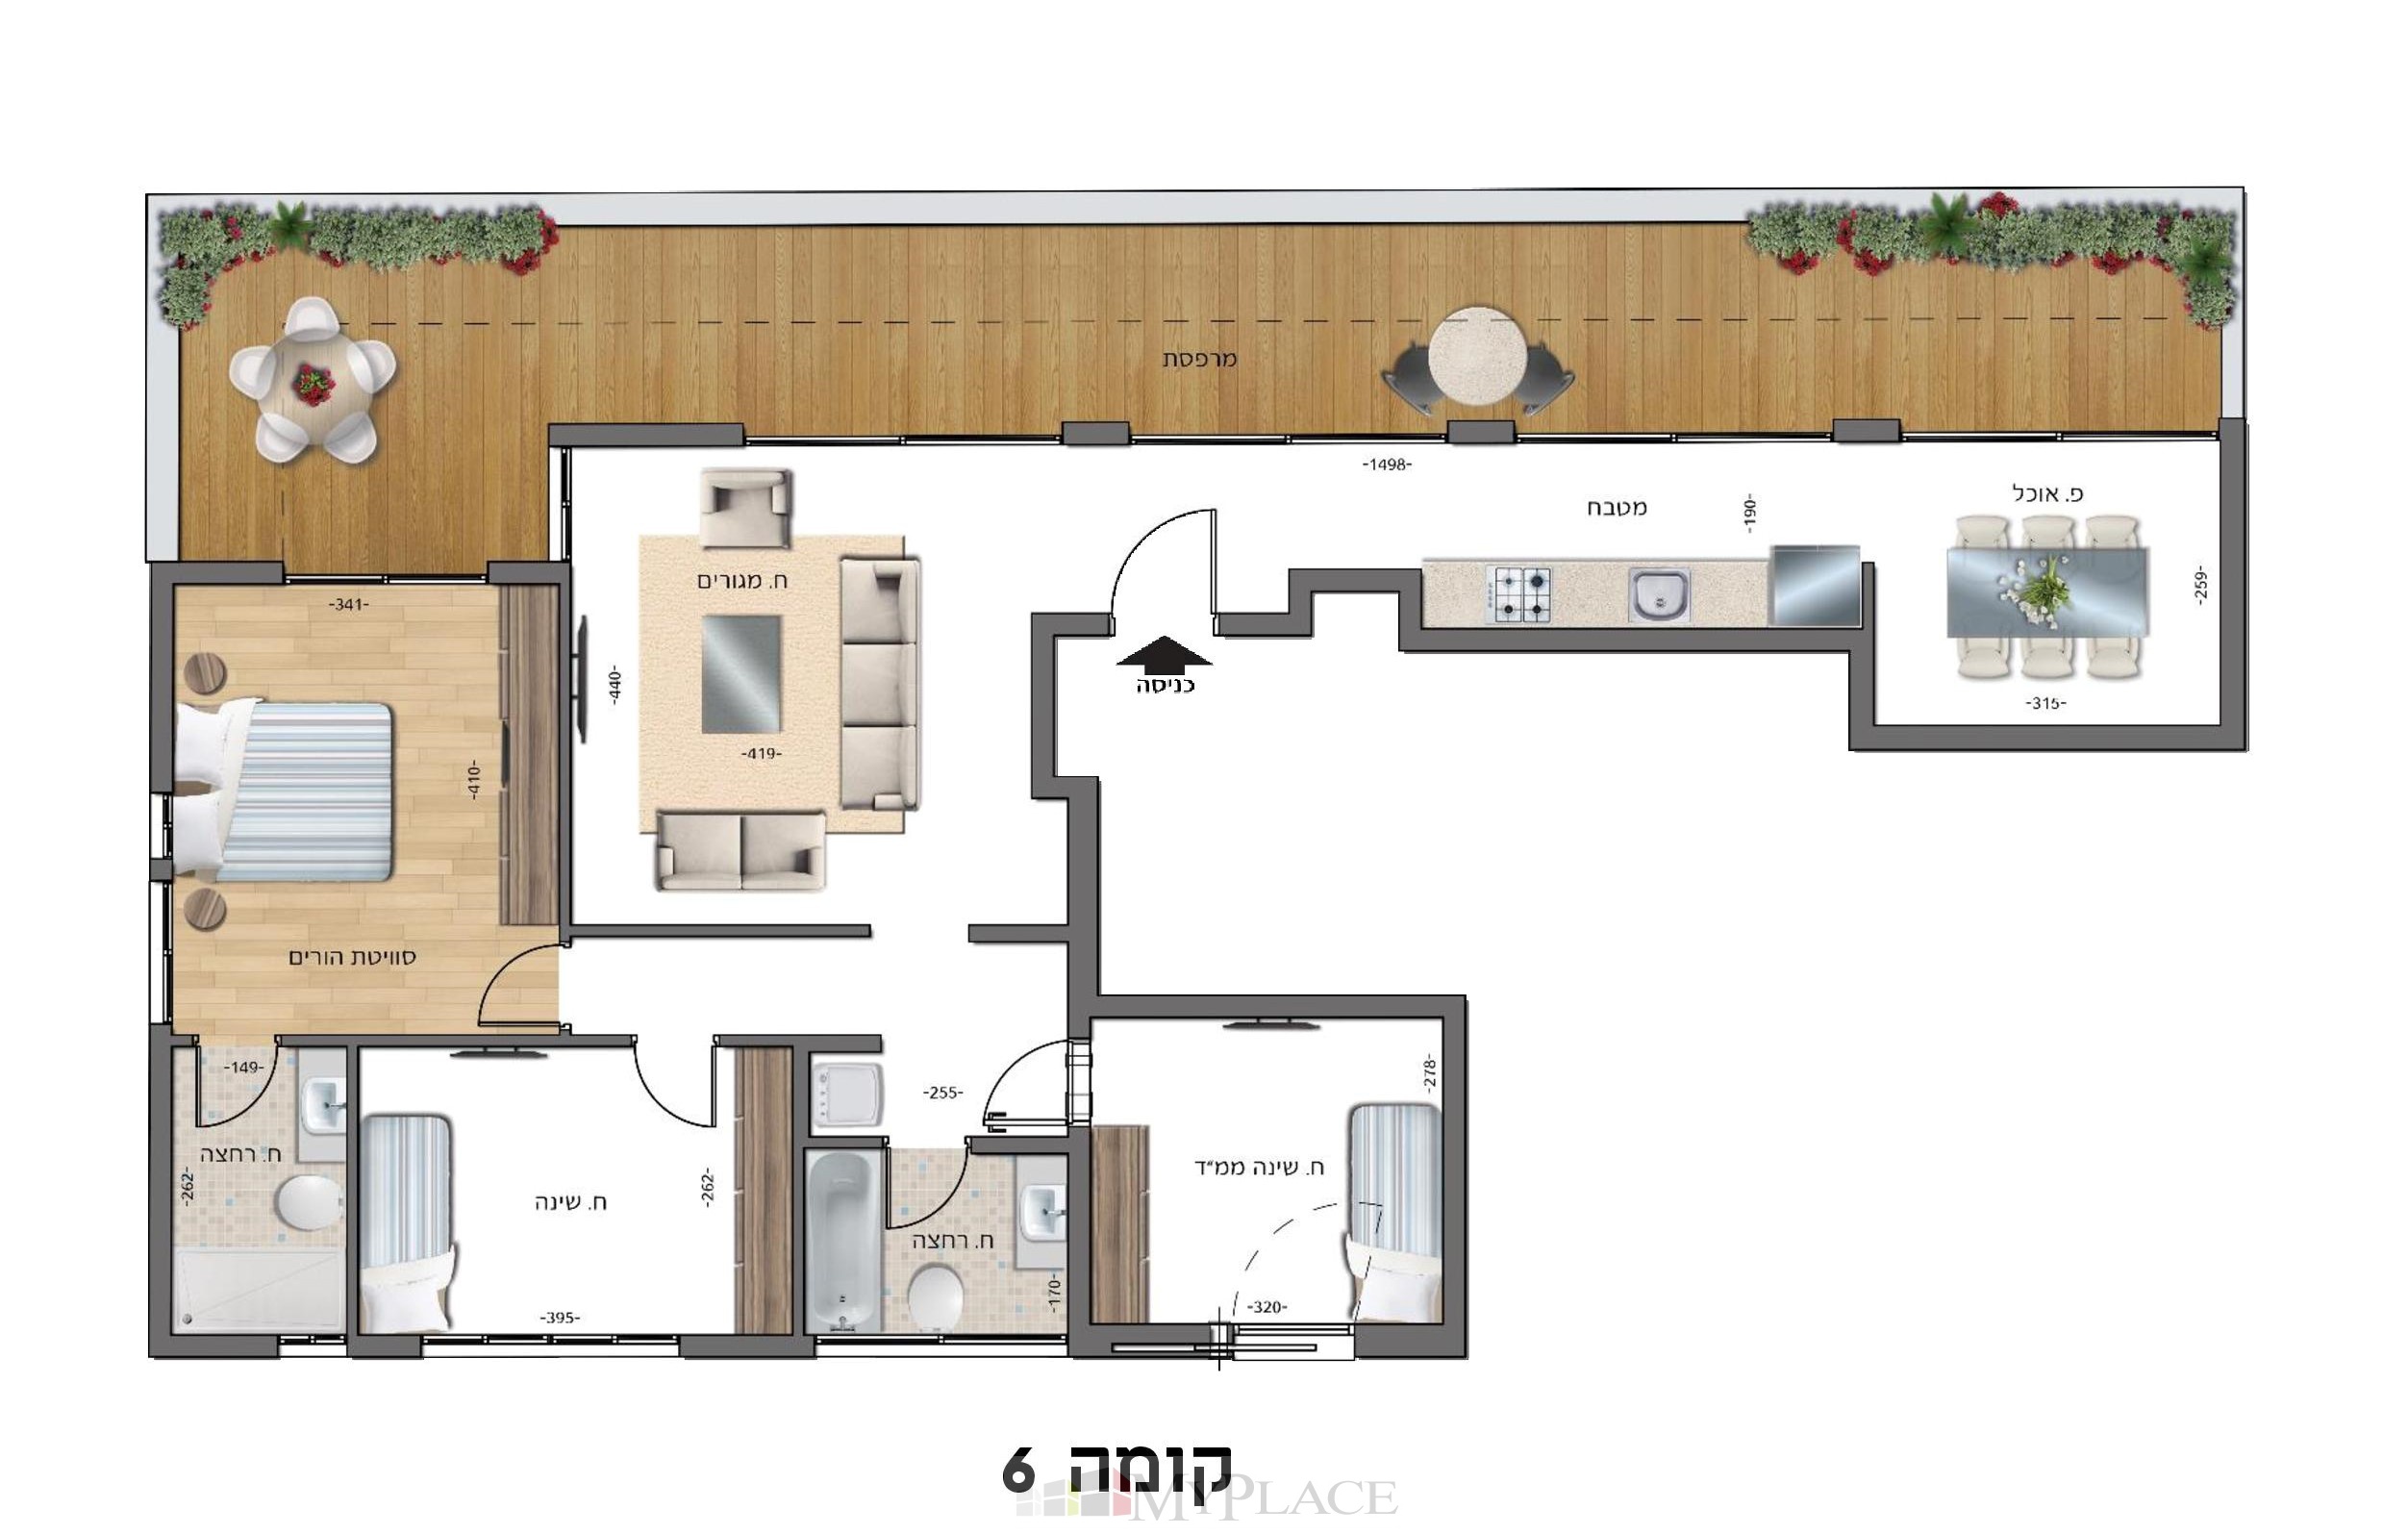 מרפסת
-1498-
פ. אוכל
מטבח
-190-
-259-
-315-
ח. מגורים
-341-
-440-
-419-
-410-
כניסה
סוויטת הורים
-149-
ח. רחצה
-262-
ח. שינה
-262-
-395-
-255-
ח. רחצה
-170-
-278-
ח. שינה ממ״ד
-320-
קומה 6
MYPLACE